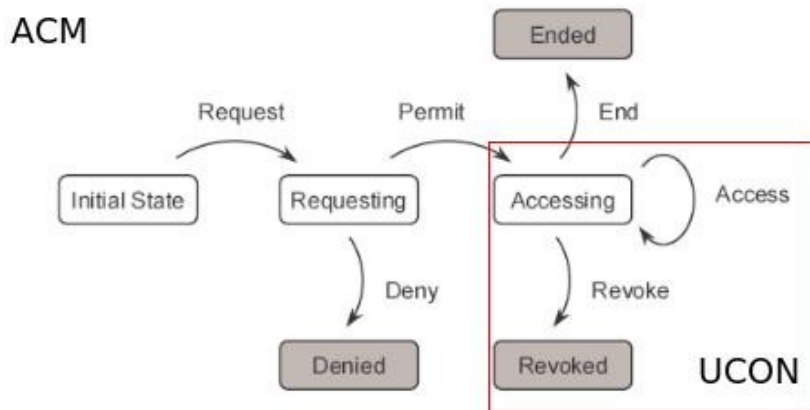 ACM
Ended
Request
Permit
End
Initial State
Requesting
Accessing
Access
Deny
Revoke
Denied
Revoked
UCON